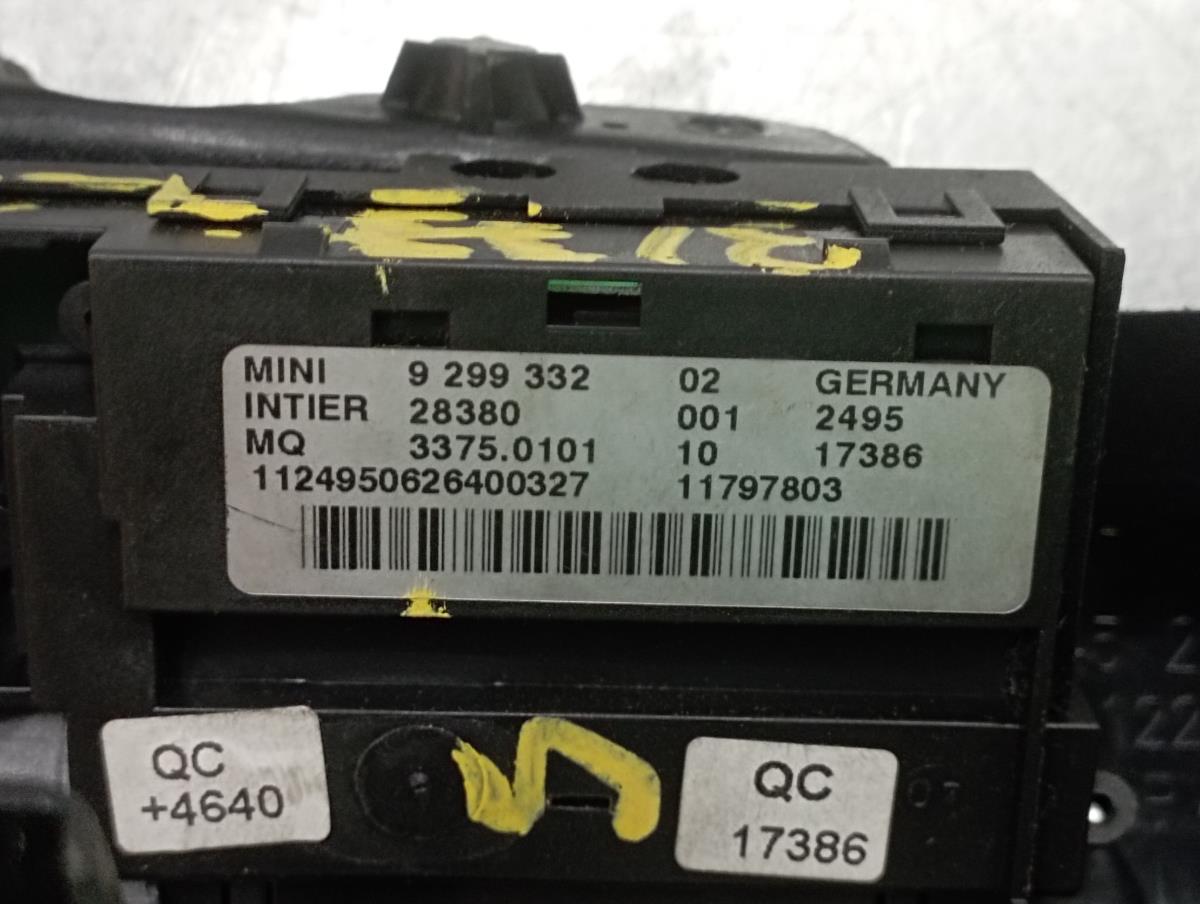 MINI 9 299 332 02 GERMANY
INTIER 28380 001 2495
MQ 3375.0101 10 17386
1124950626400327 11797803
QC
+4640
QC
17386